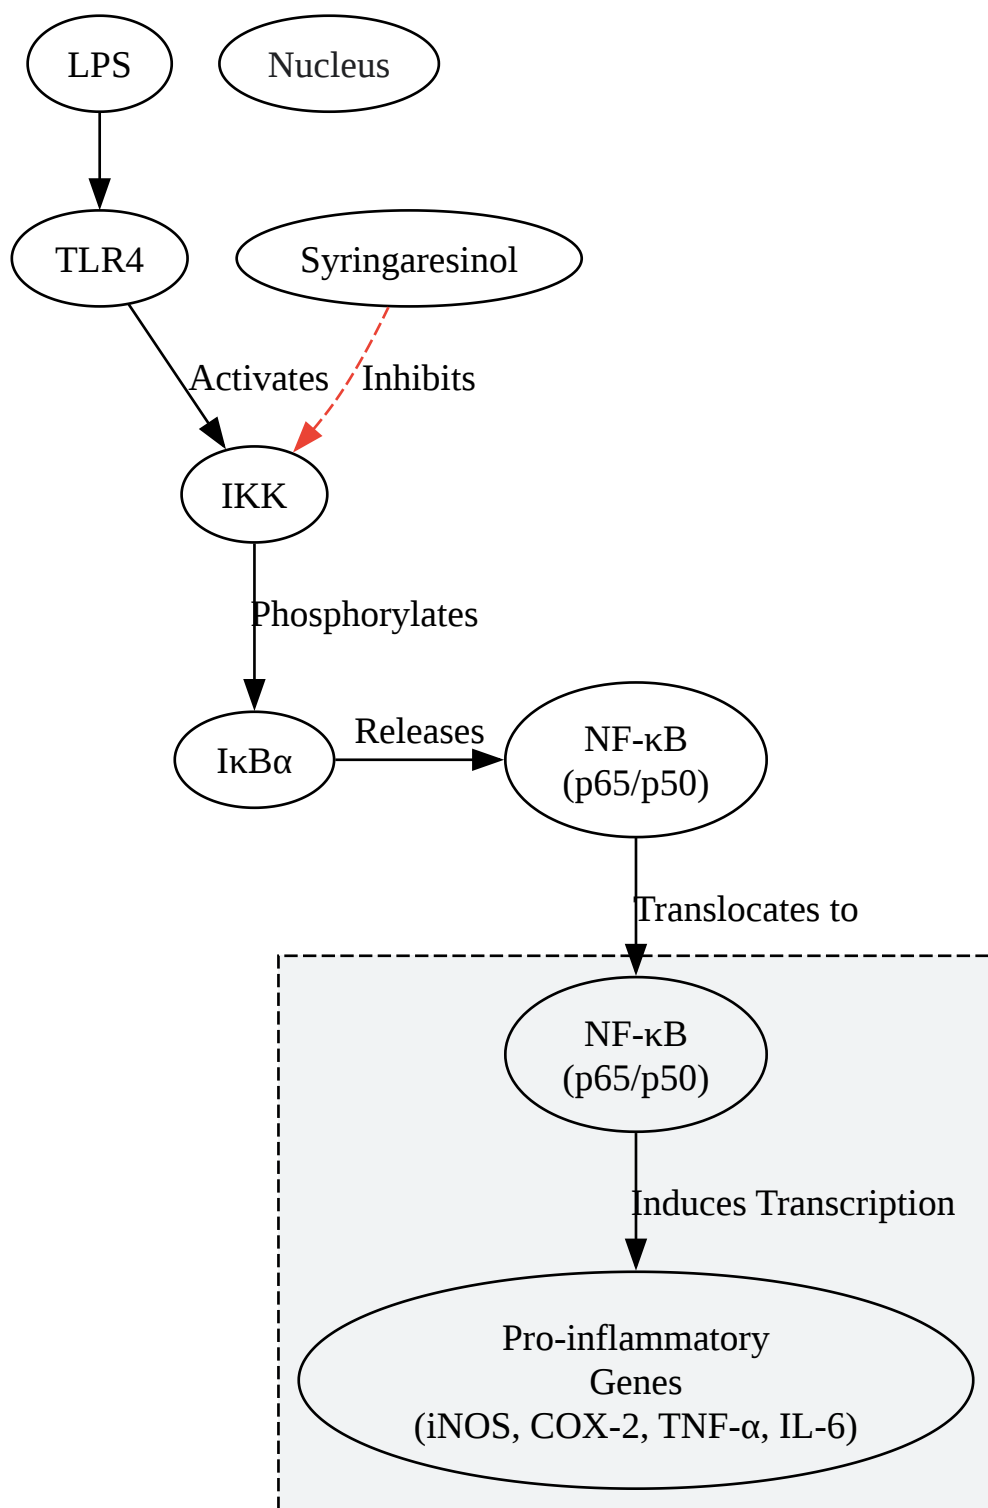 LPS
Nucleus
TLR4
Syringaresinol
Activates
Inhibits
IKK
Phosphorylates
IκBα
Releases
NF-κB
(p65/p50)
Translocates to
NF-κB
(p65/p50)
Induces Transcription
Pro-inflammatory
Genes
(iNOS, COX-2, TNF-α, IL-6)